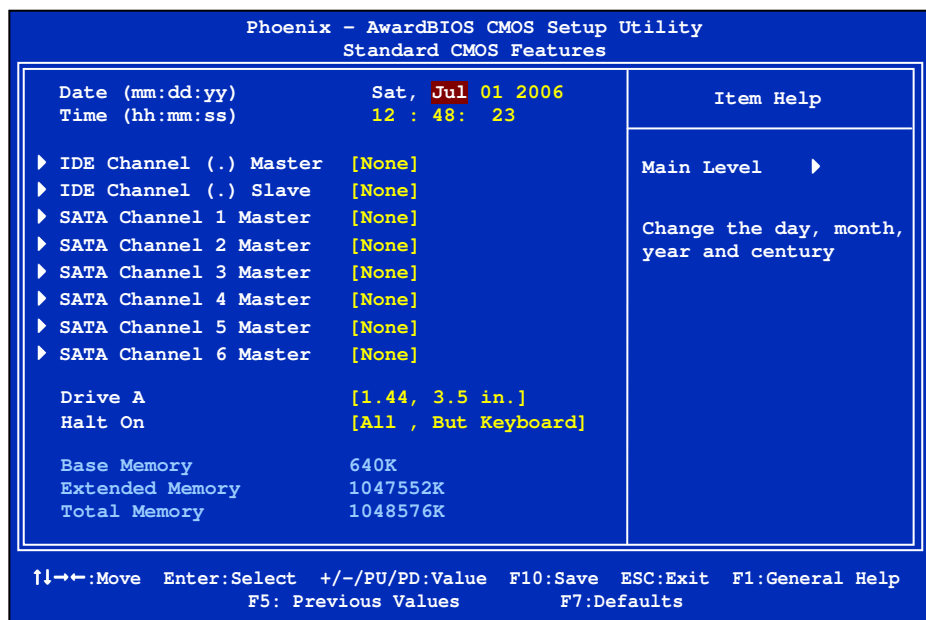 Phoenix – AwardBIOS CMOS Setup Utility
Standard CMOS Features
Date (mm:dd:yy) Sat, Jul 01 2006
Time (hh:mm:ss) 12 : 48: 23
IDE Channel (.) Master [None]
IDE Channel (.) Slave [None]
SATA Channel 1 Master [None]
SATA Channel 2 Master [None]
SATA Channel 3 Master [None]
SATA Channel 4 Master [None]
SATA Channel 5 Master [None]
SATA Channel 6 Master [None]
Drive A [1.44, 3.5 in.]
Halt On [All , But Keyboard]
Base Memory 640K
Extended Memory 1047552K
Total Memory 1048576K
Item Help
Main Level
Change the day, month,
year and century
↑↓→←:Move Enter:Select +/-/PU/PD:Value F10:Save ESC:Exit F1:General Help
F5: Previous Values F7:Defaults